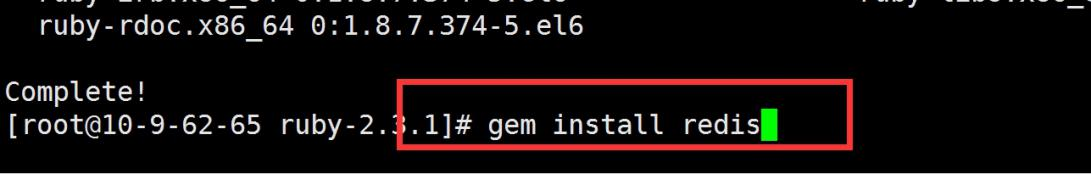 ruby-rdoc.x86_64 0:1.8.7.374-5.el6
Complete!
[root@10-9-62-65 ruby-2.3.1]# gem install redis